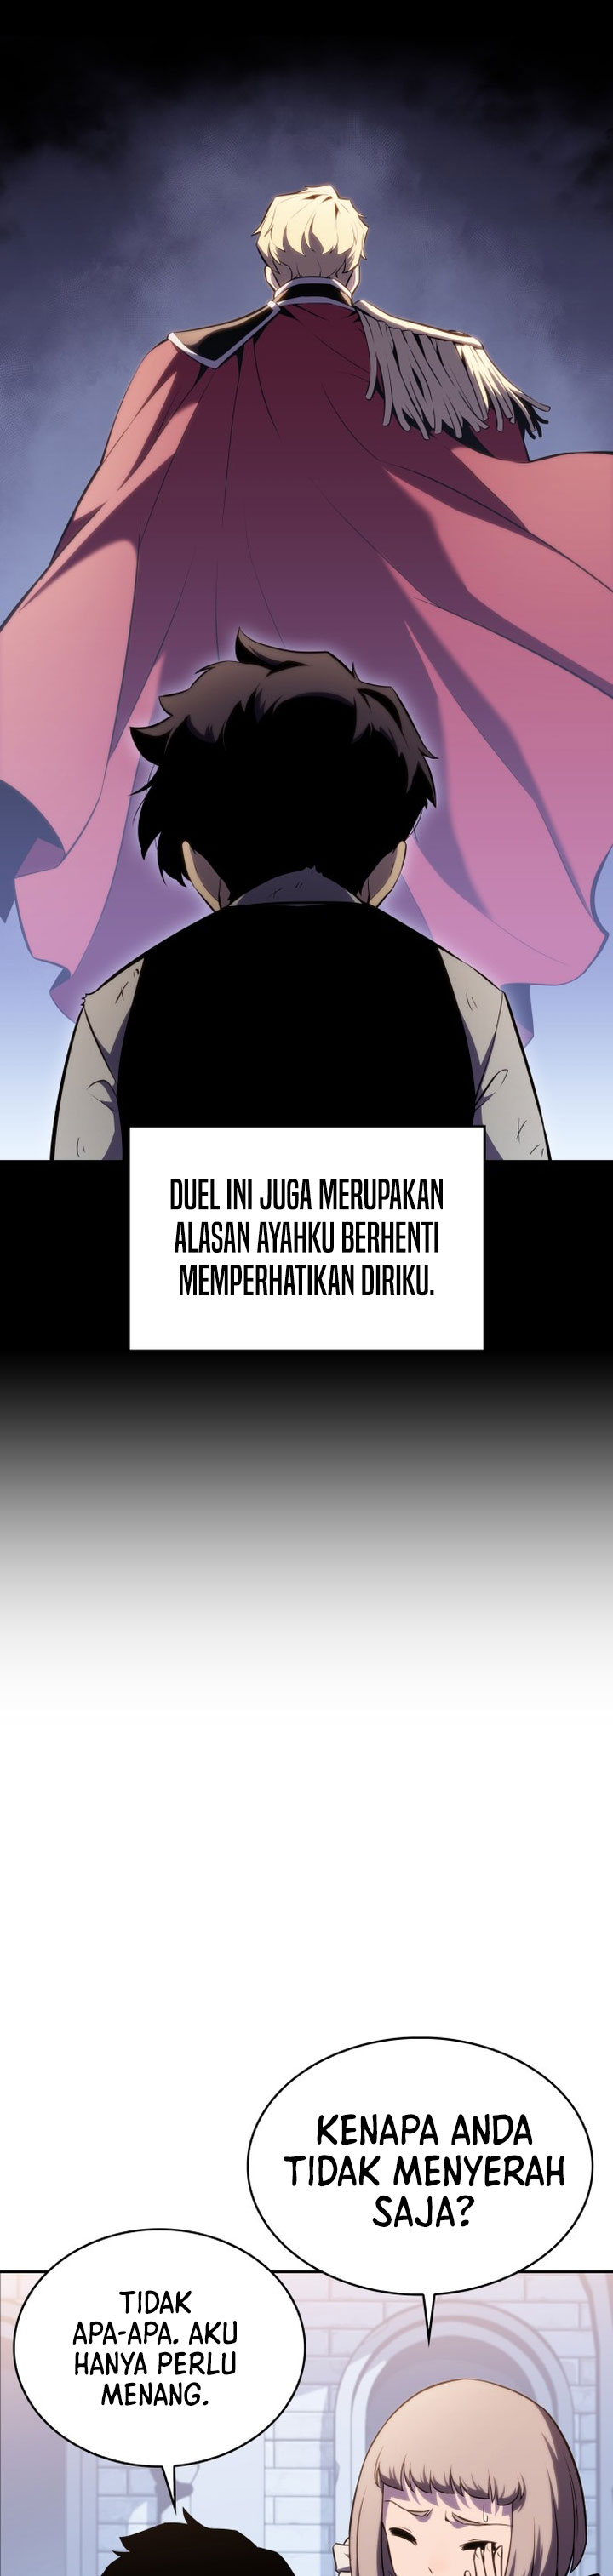 DUEL INI JUGA MERUPAKAN
ALASAN AYAHKU BERHENTI
MEMPERHATIKAN DIRIKU.
KENAPA ANDA
TIDAK MENYERAH
SAJA?
TIDAK
APA-APA. AKU
HANYA PERLU
MENANG.